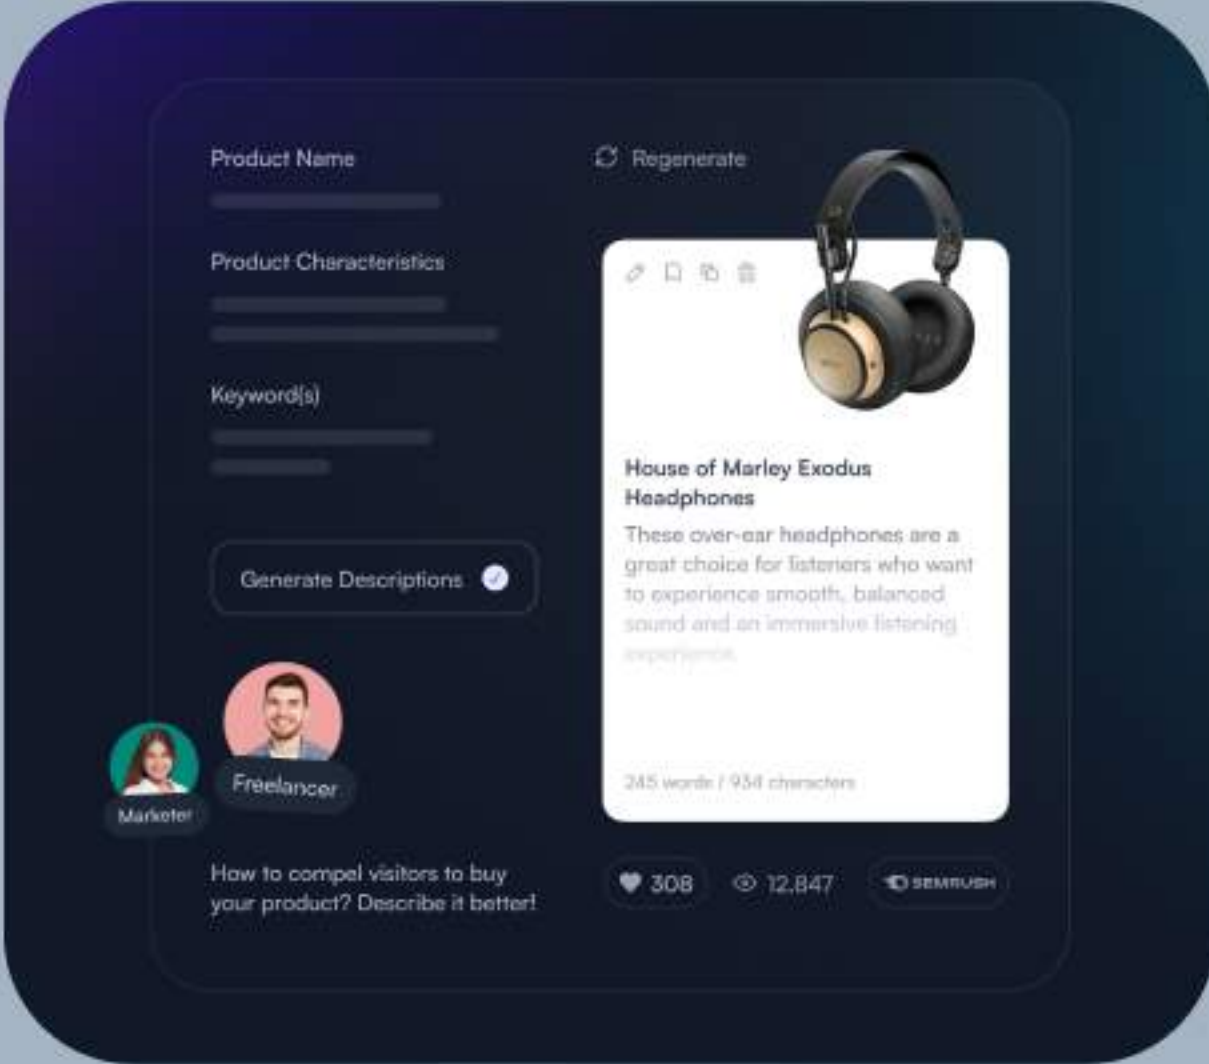 Product Name
Product Characteristics
Keyword(s)
Generate Descriptions
Freelancer
Marketer
How to compel visitors to buy
your product? Describe it better!
Regenerate
House of Marley Exodus
Headphones
These over-ear headphones are a
great choice for listeners who want
to experience smooth, balanced
sound and an immersive listening
experience.
245 words / 934 characters
308
12,847
SEMRUSH